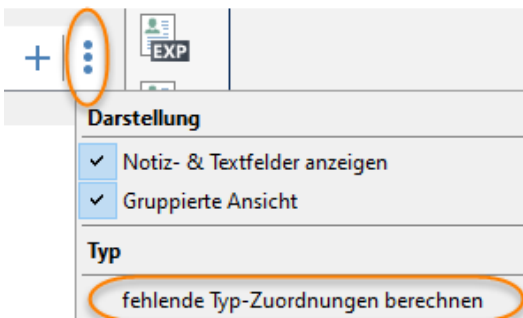 EXP
Darstellung
Notiz- & Textfelder anzeigen
Gruppierte Ansicht
Typ
fehlende Typ-Zuordnungen berechnen